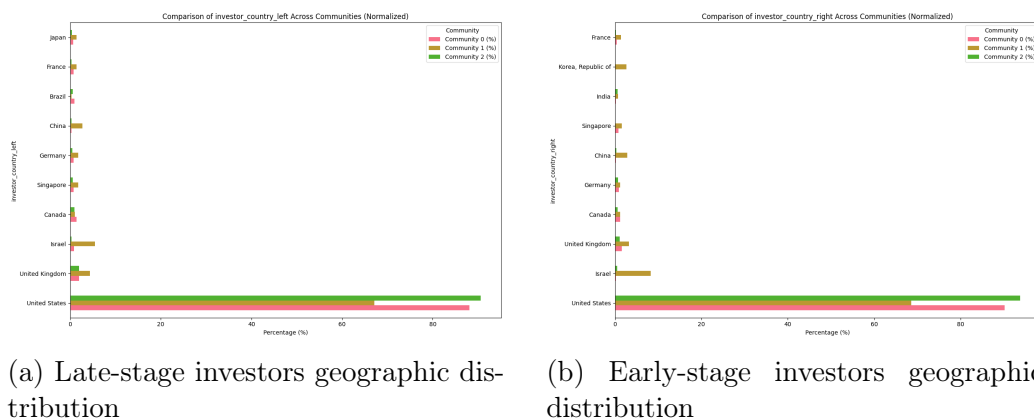 Comparison of investor_country_left Across Communities (Normalized)
Community
Community 0 (%)
Community 1 (%)
Community 2 (%)
investor_country_left
Japan
France
Brazil
China
Germany
Singapore
Canada
Israel
United Kingdom
United States
0
20
40
60
80
Percentage (%)
(a) Late-stage investors geographic dis-
tribution
Comparison of investor_country_right Across Communities (Normalized)
Community
Community 0 (%)
Community 1 (%)
Community 2 (%)
investor_country_right
France
Korea, Republic of
India
Singapore
China
Germany
Canada
United Kingdom
Israel
United States
0
20
40
60
80
Percentage (%)
(b) Early-stage investors geographic
distribution